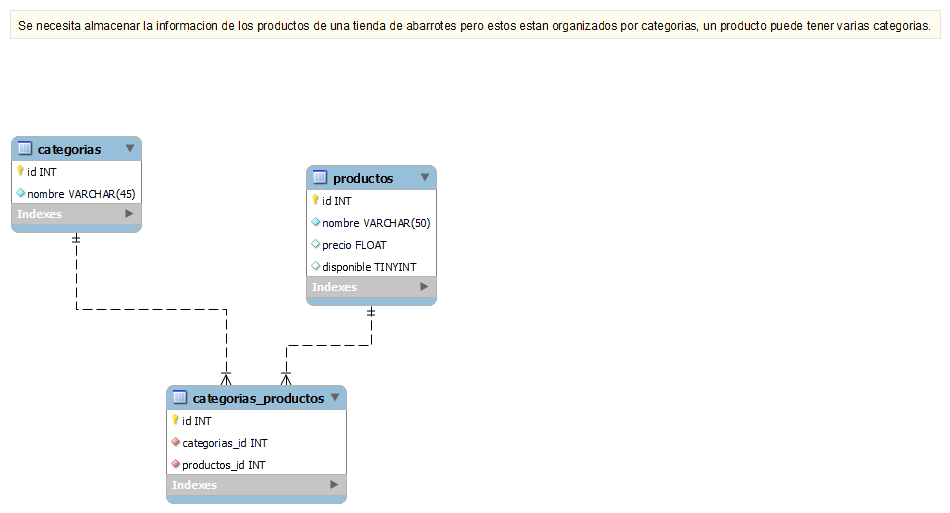 Se necesita almacenar la informacion de los productos de una tienda de abarrotes pero estos estan organizados por categorias, un producto puede tener varias categorias.
categorias
id INT
nombre VARCHAR(45)
Indexes
productos
id INT
nombre VARCHAR(50)
precio FLOAT
disponible TINYINT
Indexes
categorias_productos
id INT
categorias_id INT
productos_id INT
Indexes